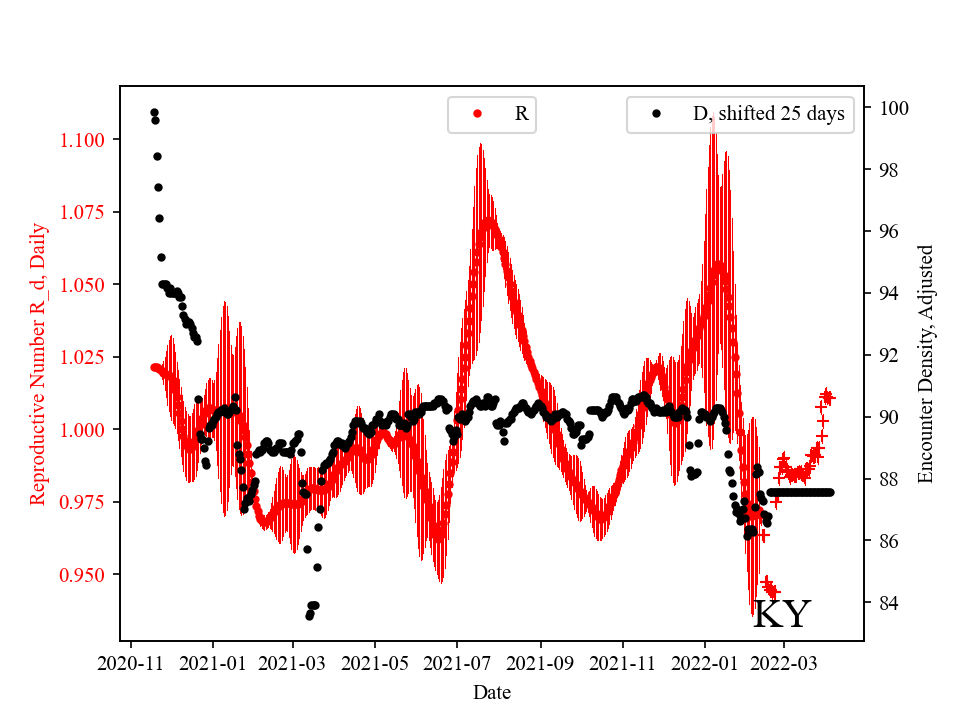 R
D, shifted 25 days
1.100
1.075
1.050
1.025
1.000
0.975
0.950
Reproductive Number R_d, Daily
100
98
96
94
92
90
88
86
84
Encounter Density, Adjusted
KY
2020-11 2021-01 2021-03 2021-05 2021-07 2021-09 2021-11 2022-01 2022-03
Date